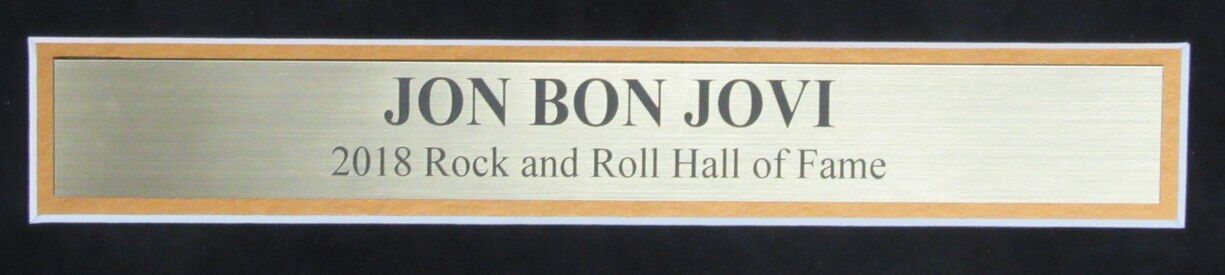 JON BON JOVI
2018 Rock and Roll Hall of Fame